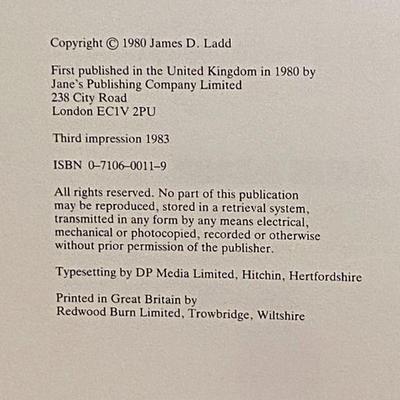 Copyright © 1980 James D. Ladd
First published in the United Kingdom in 1980 by
Jane's Publishing Company Limited
238 City Road
London EC1V 2PU
Third impression 1983
ISBN 0–7106–0011–9
All rights reserved. No part of this publication
may be reproduced, stored in a retrieval system,
transmitted in any form by any means electrical,
mechanical or photocopied, recorded or otherwise
without prior permission of the publisher.
Typesetting by DP Media Limited, Hitchin, Hertfordshire
Printed in Great Britain by
Redwood Burn Limited, Trowbridge, Wiltshire